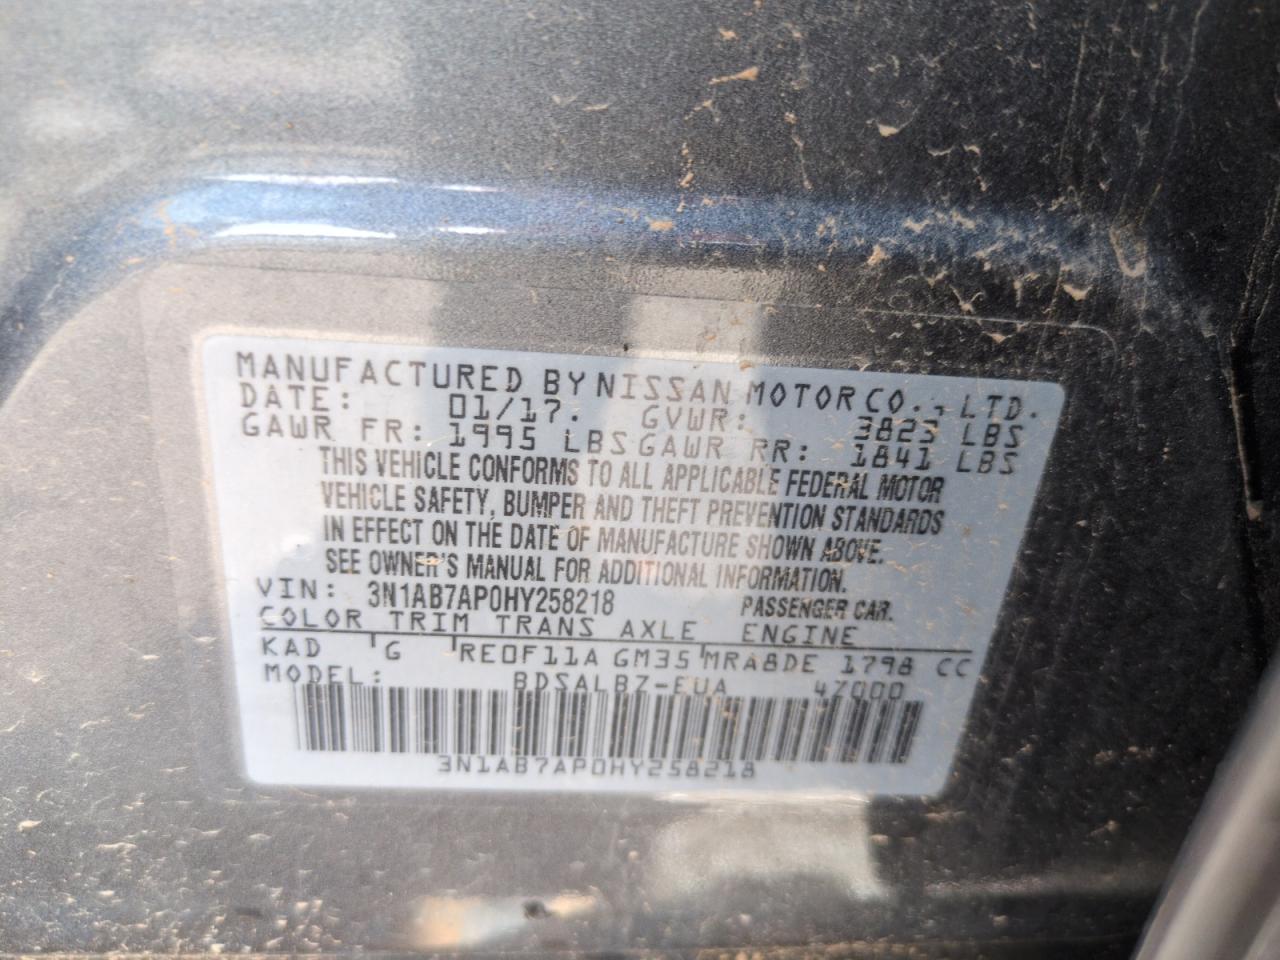 MANUFACTURED BY NISSAN MOTOR CO., LTD.
DATE: 01/17. GVWR: 3823 LBS
GAWR FR: 1995 LBS GAWR RR: 1841 LBS
THIS VEHICLE CONFORMS TO ALL APPLICABLE FEDERAL MOTOR
VEHICLE SAFETY, BUMPER AND THEFT PREVENTION STANDARDS
IN EFFECT ON THE DATE OF MANUFACTURE SHOWN ABOVE.
SEE OWNER'S MANUAL FOR ADDITIONAL INFORMATION.
VIN: 3N1AB7AP0HY258218 PASSENGER CAR.
COLOR TRIM TRANS AXLE ENGINE
KAD G RE0F11A GM35 MRA8DE 1798 CC
MODEL: BDSALBZ-EUA 47000
3N1AB7AP0HY258218